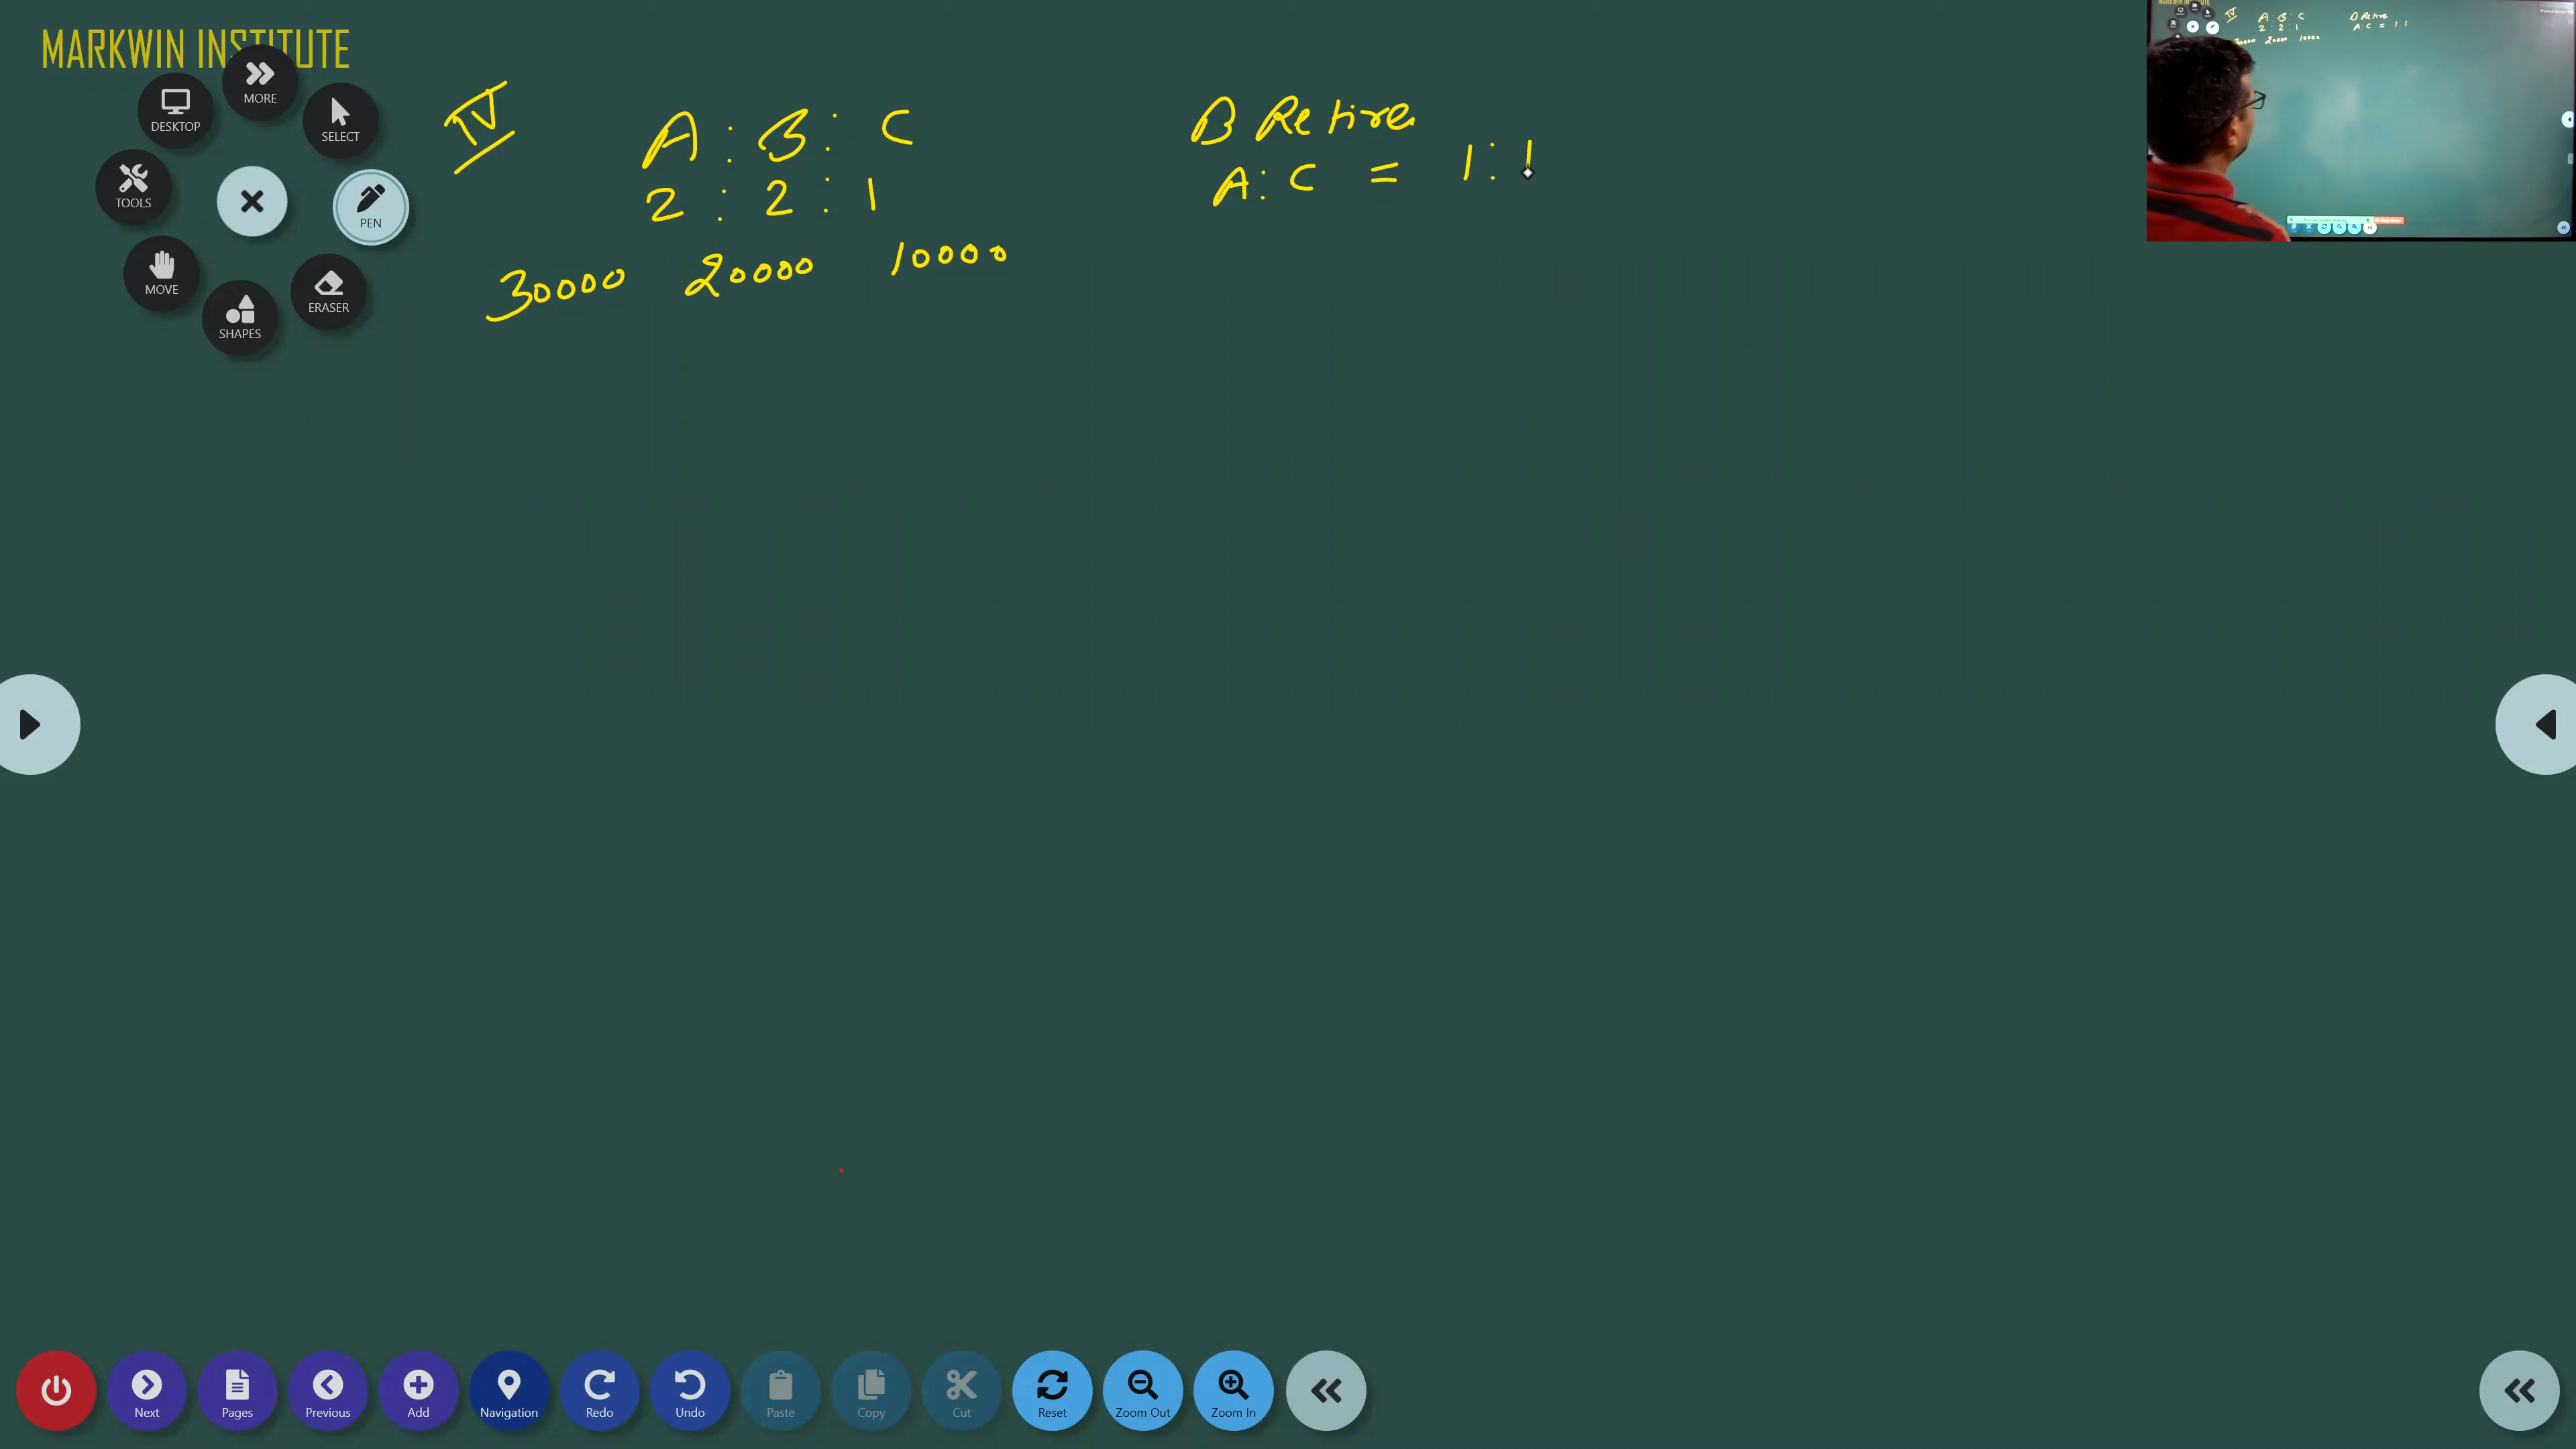 MARKWIN INSTITUTE
MORE
DESKTOP
SELECT
TOOLS
PEN
MOVE
ERASER
SHAPES
IV
A : B : C
2 : 2 : 1
30000 20000 10000
B Retire
A : C = 1 : 1
Next
Pages
Previous
Add
Navigation
Redo
Undo
Paste
Copy
Cut
Reset
Zoom Out
Zoom In